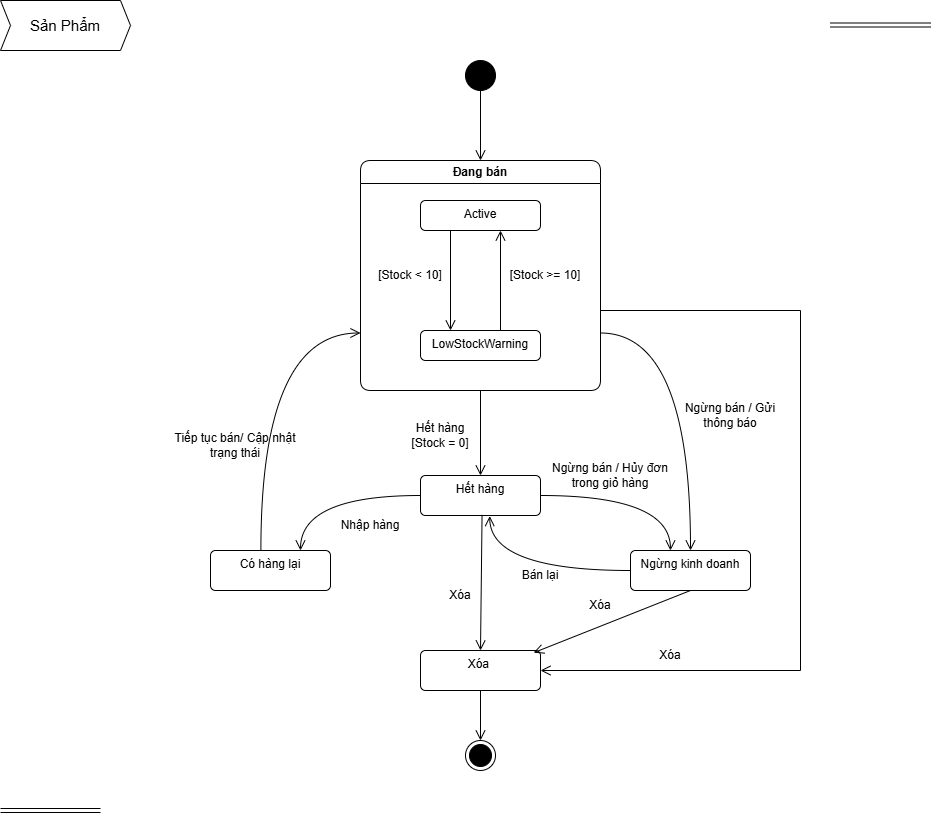 Sản Phẩm
Đang bán
Active
[Stock < 10]
[Stock >= 10]
LowStockWarning
Ngừng bán / Gửi
thông báo
Hết hàng
[Stock = 0]
Tiếp tục bán/ Cập nhật
trạng thái
Ngừng bán / Hủy đơn
trong giỏ hàng
Hết hàng
Nhập hàng
Có hàng lại
Ngừng kinh doanh
Bán lại
Xóa
Xóa
Xóa
Xóa